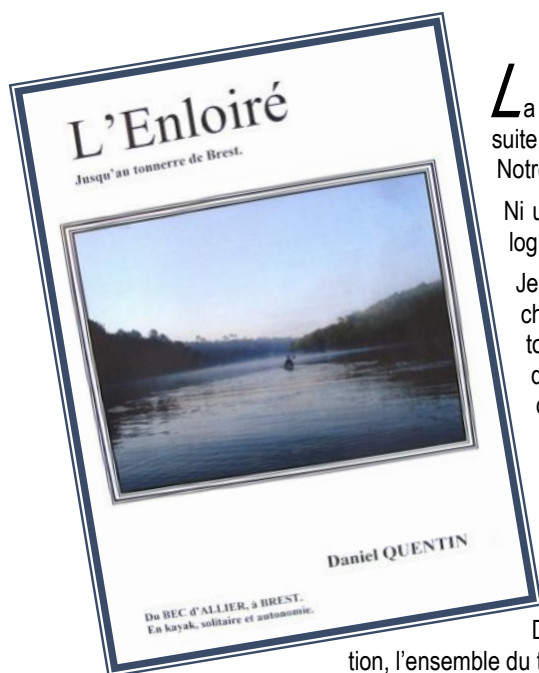 L'Enloiré
Jusqu'au tonnerre de Brest.
Daniel QUENTIN
Du BEC d'ALLIER, à BREST.
En kayak, solitaire et autonomie.
La
suite
Notre
Ni u
log
Je
ch
to
d
D
tion, l'ensemble du t